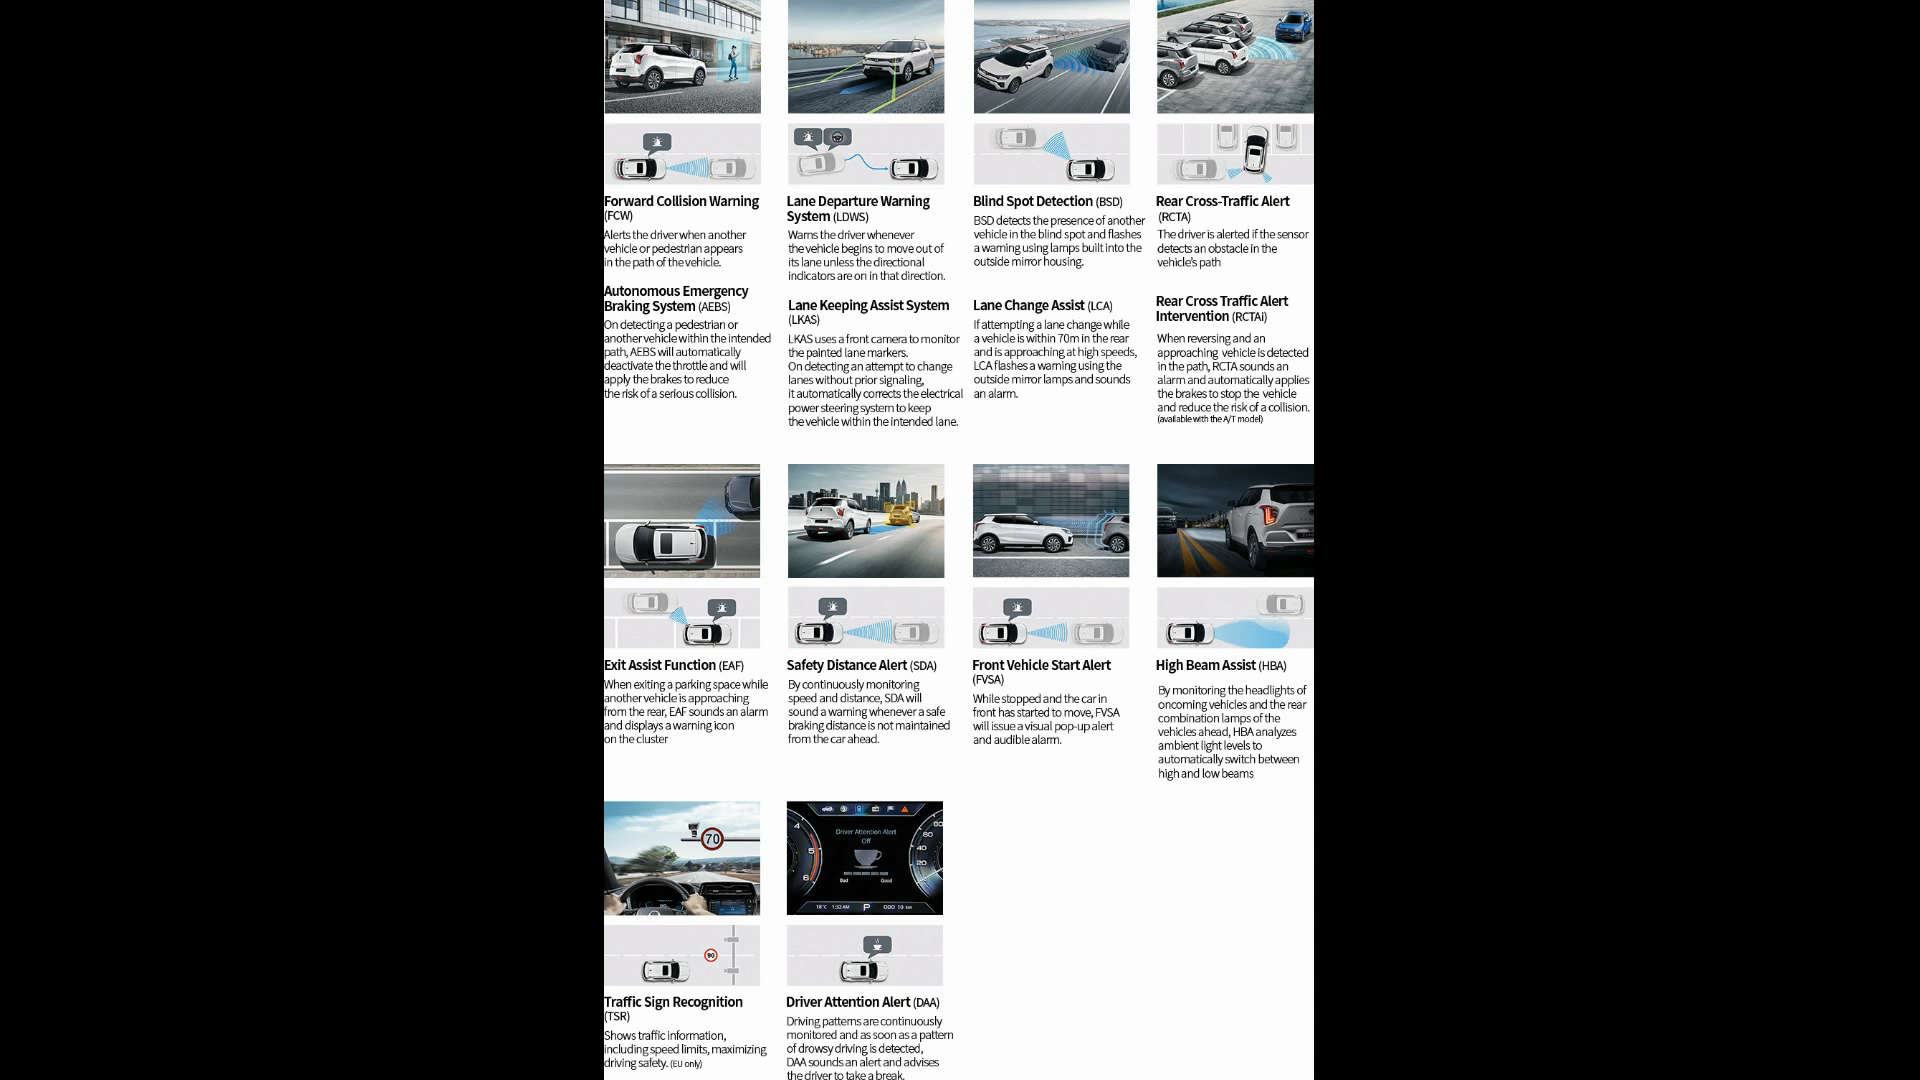 Forward Collision Warning
(FCW)
Alerts the driver when another
vehicle or pedestrian appears
in the path of the vehicle.
Autonomous Emergency
Braking System (AEBS)
On detecting a pedestrian or
another vehicle within the intended
path, AEBS will automatically
deactivate the throttle and will
apply the brakes to reduce
the risk of a serious collision.
Lane Departure Warning
System (LDWS)
Warns the driver whenever
the vehicle begins to move out of
its lane unless the directional
indicators are on in that direction.
Lane Keeping Assist System
(LKAS)
LKAS uses a front camera to monitor
the painted lane markers.
On detecting an attempt to change
lanes without prior signaling,
it automatically corrects the electrical
power steering system to keep
the vehicle within the intended lane.
Blind Spot Detection (BSD)
BSD detects the presence of another
vehicle in the blind spot and flashes
a warning using lamps built into the
outside mirror housing.
Lane Change Assist (LCA)
If attempting a lane change while
a vehicle is within 70m in the rear
and is approaching at high speeds,
LCA flashes a warning using the
outside mirror lamps and sounds
an alarm.
Rear Cross-Traffic Alert
(RCTA)
The driver is alerted if the sensor
detects an obstacle in the
vehicle's path
Rear Cross Traffic Alert
Intervention (RCTAi)
When reversing and an
approaching vehicle is detected
in the path, RCTA sounds an
alarm and automatically applies
the brakes to stop the vehicle
and reduce the risk of a collision.
(available with the A/T model)
Exit Assist Function (EAF)
When exiting a parking space while
another vehicle is approaching
from the rear, EAF sounds an alarm
and displays a warning icon
on the cluster
Safety Distance Alert (SDA)
By continuously monitoring
speed and distance, SDA will
sound a warning whenever a safe
braking distance is not maintained
from the car ahead.
Front Vehicle Start Alert
(FVSA)
While stopped and the car in
front has started to move, FVSA
will issue a visual pop-up alert
and audible alarm.
High Beam Assist (HBA)
By monitoring the headlights of
oncoming vehicles and the rear
combination lamps of the
vehicles ahead, HBA analyzes
ambient light levels to
automatically switch between
high and low beams
70
90
Traffic Sign Recognition
(TSR)
Shows traffic information,
including speed limits, maximizing
driving safety. (EU only)
Driver Attention Alert
Off
Bad Good
4
5
6
80
60
40
20
18°C 1:32 AM P 000 10 km
Driver Attention Alert (DAA)
Driving patterns are continuously
monitored and as soon as a pattern
of drowsy driving is detected,
DAA sounds an alert and advises
the driver to take a break.